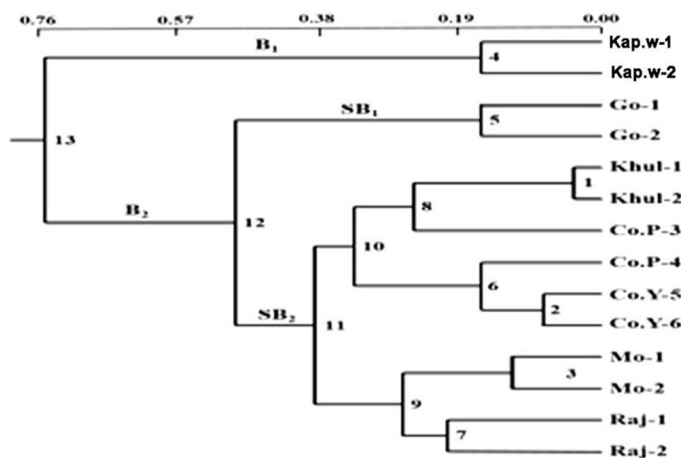 0.76 0.57 0.38 0.19 0.00
B₁
Kap.w-1
4
Kap.w-2
SB₁
Go-1
5
Go-2
13
Khul-1
1
Khul-2
B₂
8
12
Co.P-3
10
Co.P-4
6
Co.Y-5
2
SB₂
11
Co.Y-6
Mo-1
3
Mo-2
9
Raj-1
7
Raj-2